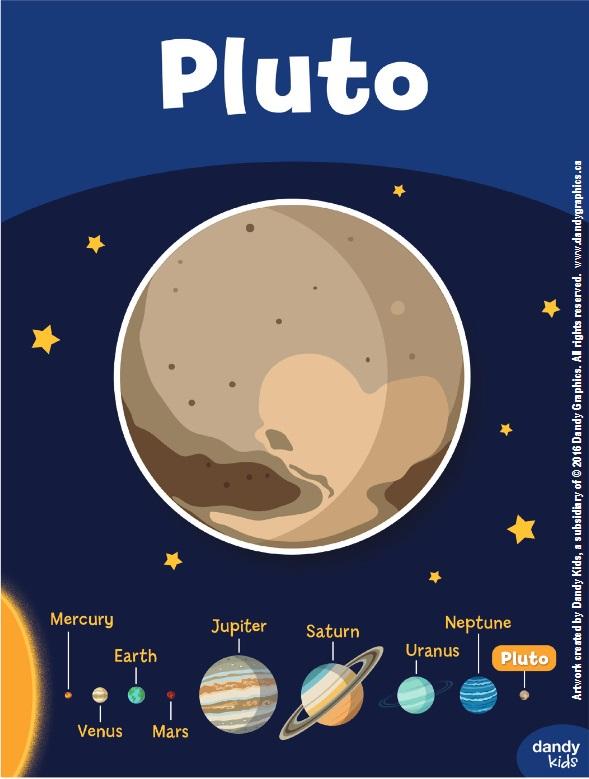 Pluto
Artwork created by Dandy Kids, a subsidiary of © 2016 Dandy Graphics. All rights reserved. www.dandygraphics.ca
Mercury
Venus
Earth
Mars
Jupiter
Saturn
Uranus
Neptune
Pluto
dandy
kids